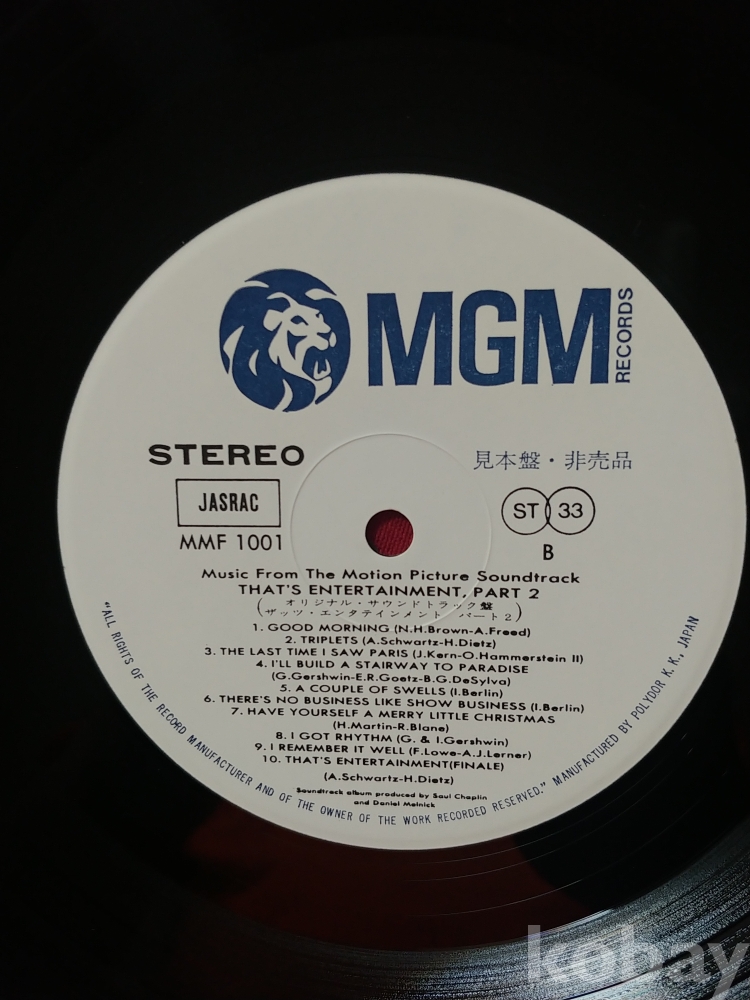 MGM
RECORDS
STEREO
見本盤・非売品
JASRAC
ST 33
MMF 1001
B
Music From The Motion Picture Soundtrack
THAT'S ENTERTAINMENT, PART 2
(オリジナル・サウンドトラック盤
ザッツ・エンタテインメント パート2)
1. GOOD MORNING (N.H.Brown-A.Freed)
2. TRIPLETS (A.Schwartz-H.Dietz)
3. THE LAST TIME I SAW PARIS (J.Kern-O.Hammerstein II)
4. I'LL BUILD A STAIRWAY TO PARADISE
(G.Gershwin-E.R.Goetz-B.G.DeSylva)
5. A COUPLE OF SWELLS (I.Berlin)
6. THERE'S NO BUSINESS LIKE SHOW BUSINESS (I.Berlin)
7. HAVE YOURSELF A MERRY LITTLE CHRISTMAS
(H.Martin-R.Blane)
8. I GOT RHYTHM (G. & I.Gershwin)
9. I REMEMBER IT WELL (F.Lowe-A.J.Lerner)
10. THAT'S ENTERTAINMENT(FINALE)
(A.Schwartz-H.Dietz)
Soundtrack album produced by Saul Chaplin
and Daniel Melnick
"ALL RIGHTS OF THE RECORD MANUFACTURER AND OF THE OWNER OF THE WORK RECORDED RESERVED." MANUFACTURED BY POLYDOR K.K., JAPAN
kobay